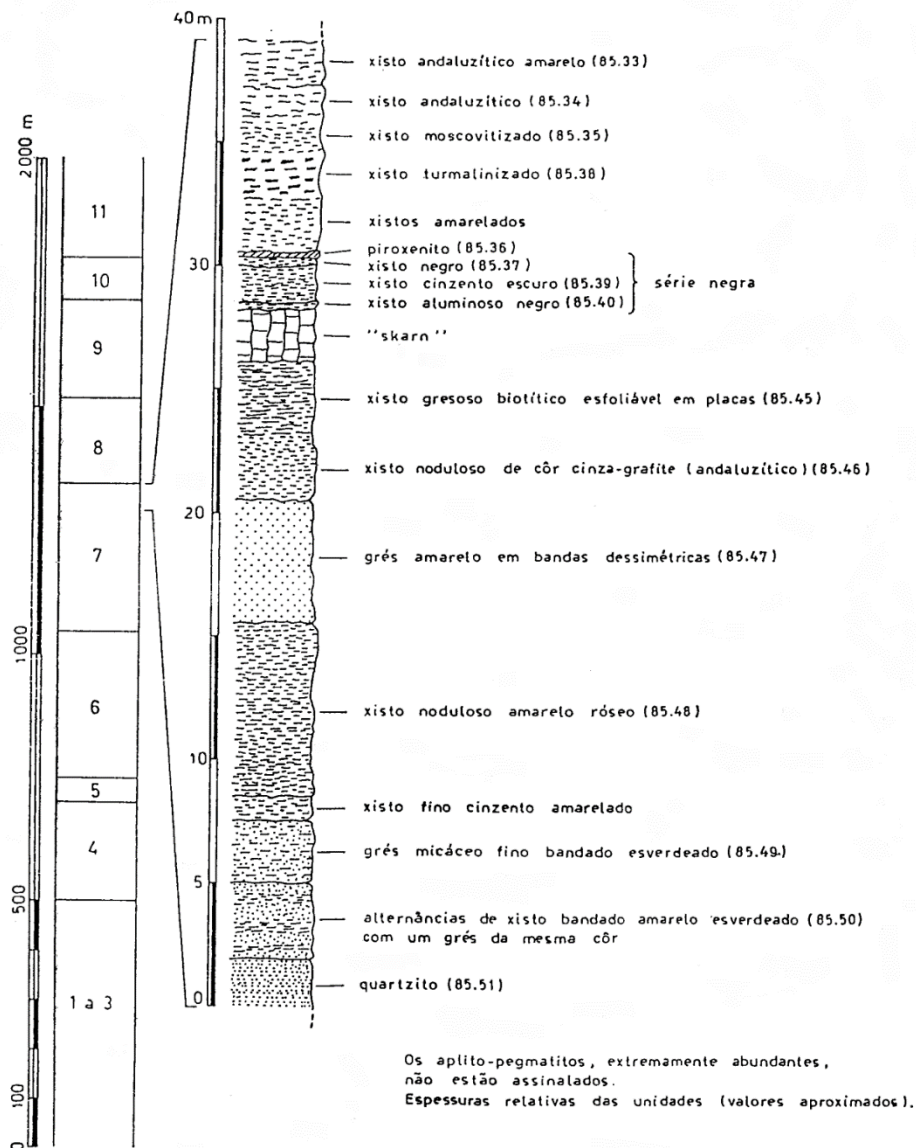 40 m
30
20
10
5
0
2 000 m
1000
500
100
0
11
10
9
8
7
6
5
4
1 a 3
xisto andaluzítico amarelo (85.33)
xisto andaluzítico (85.34)
xisto moscovitizado (85.35)
xisto turmalinizado (85.38)
xistos amarelados
piroxenito (85.36)
xisto negro (85.37)
xisto cinzento escuro (85.39)
xisto aluminoso negro (85.40)
série negra
"skarn"
xisto gresoso biotítico esfoliável em placas (85.45)
xisto noduloso de côr cinza-grafite (andaluzítico) (85.46)
grés amarelo em bandas dessimétricas (85.47)
xisto noduloso amarelo róseo (85.48)
xisto fino cinzento amarelado
grés micáceo fino bandado esverdeado (85.49)
alternâncias de xisto bandado amarelo esverdeado (85.50)
com um grés da mesma côr
quartzito (85.51)
Os aplito-pegmatitos, extremamente abundantes,
não estão assinalados.
Espessuras relativas das unidades (valores aproximados).